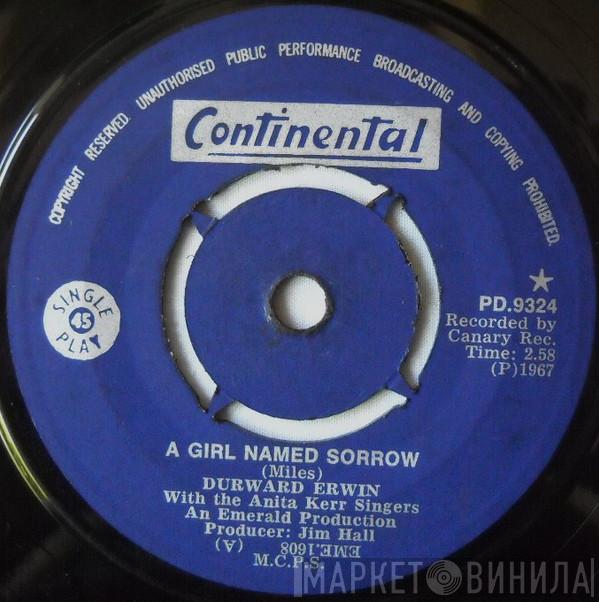 COPYRIGHT RESERVED. UNAUTHORISED PUBLIC PERFORMANCE BROADCASTING AND COPYING PROHIBITED.
Continental
SINGLE
45
PLAY
PD.9324
Recorded by
Canary Rec.
Time: 2.58
(P)1967
A GIRL NAMED SORROW
(Miles)
DURWARD ERWIN
With the Anita Kerr Singers
An Emerald Production
Producer: Jim Hall
EME.1608 (A)
M.C.P.S.
МАРКЕТ ВИНИЛА